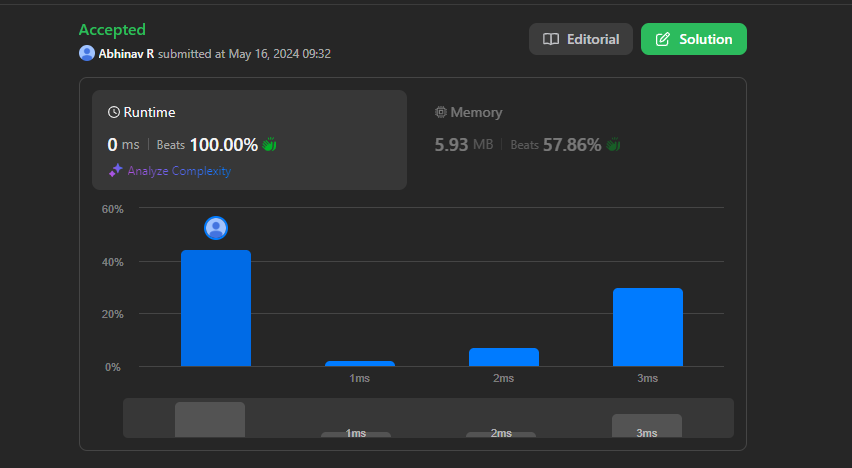 Accepted
Abhinav R submitted at May 16, 2024 09:32
Editorial
Solution
Runtime
0 ms | Beats 100.00%
Analyze Complexity
Memory
5.93 MB | Beats 57.86%
60%
40%
20%
0%
1ms 2ms 3ms
1ms 2ms 3ms